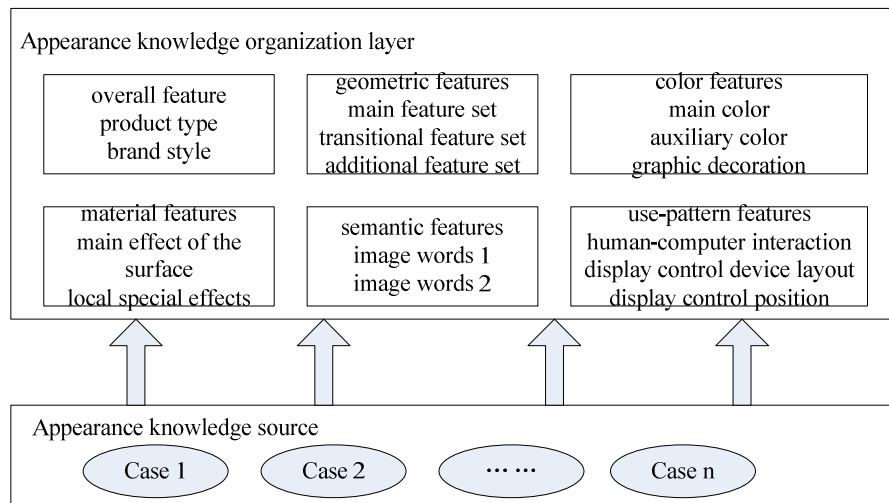 Appearance knowledge organization layer
overall feature
product type
brand style
geometric features
main feature set
transitional feature set
additional feature set
color features
main color
auxiliary color
graphic decoration
material features
main effect of the
surface
local special effects
semantic features
image words 1
image words 2
use-pattern features
human-computer interaction
display control device layout
display control position
Appearance knowledge source
Case 1
Case 2
... ...
Case n